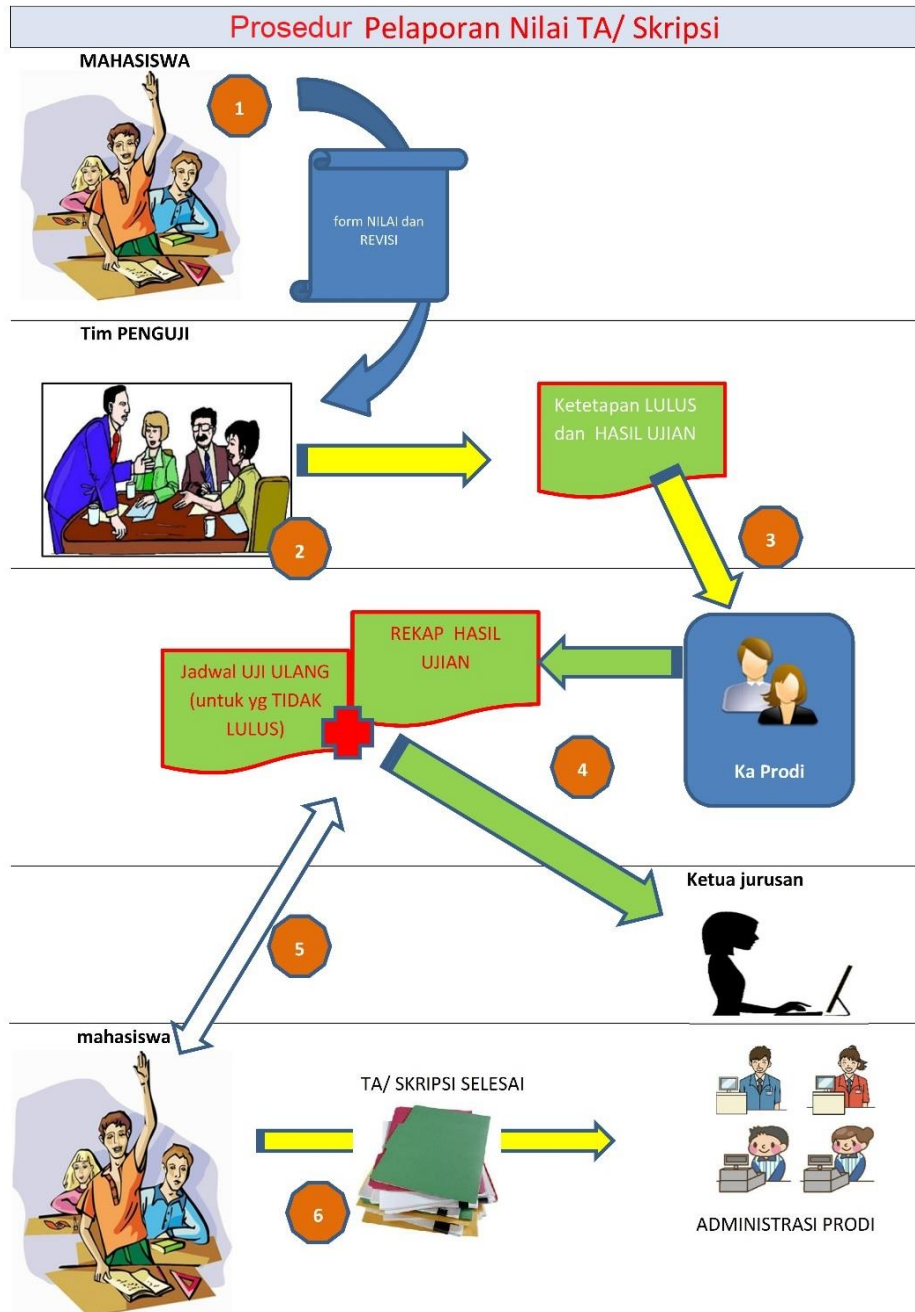 Prosedur Pelaporan Nilai TA/ Skripsi
MAHASISWA
1
form NILAI dan
REVISI
Tim PENGUJI
Ketetapan LULUS
dan HASIL UJIAN
2
3
REKAP HASIL
UJIAN
Jadwal UJI ULANG
(untuk yg TIDAK
LULUS)
Ka Prodi
4
Ketua jurusan
5
mahasiswa
TA/ SKRIPSI SELESAI
6
ADMINISTRASI PRODI